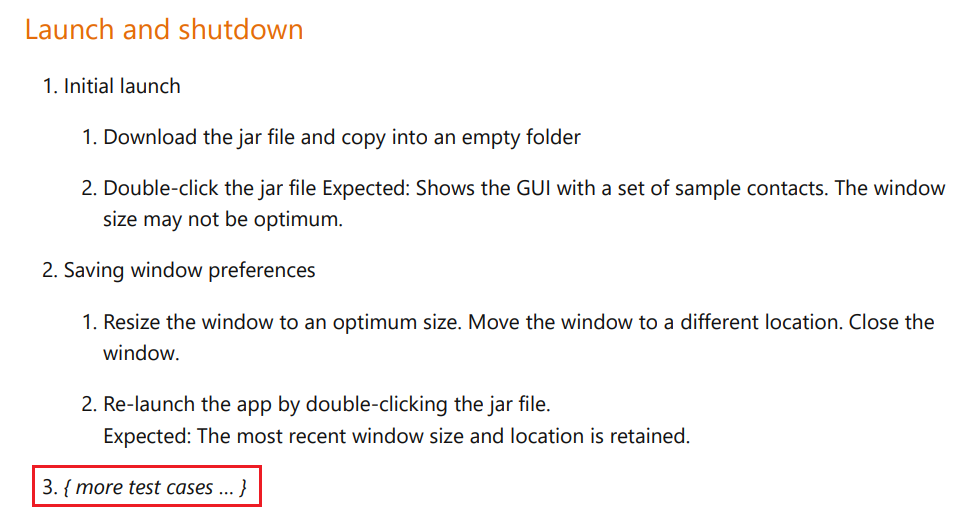 Launch and shutdown
1. Initial launch
1. Download the jar file and copy into an empty folder
2. Double-click the jar file Expected: Shows the GUI with a set of sample contacts. The window
size may not be optimum.
2. Saving window preferences
1. Resize the window to an optimum size. Move the window to a different location. Close the
window.
2. Re-launch the app by double-clicking the jar file.
Expected: The most recent window size and location is retained.
3. { more test cases … }